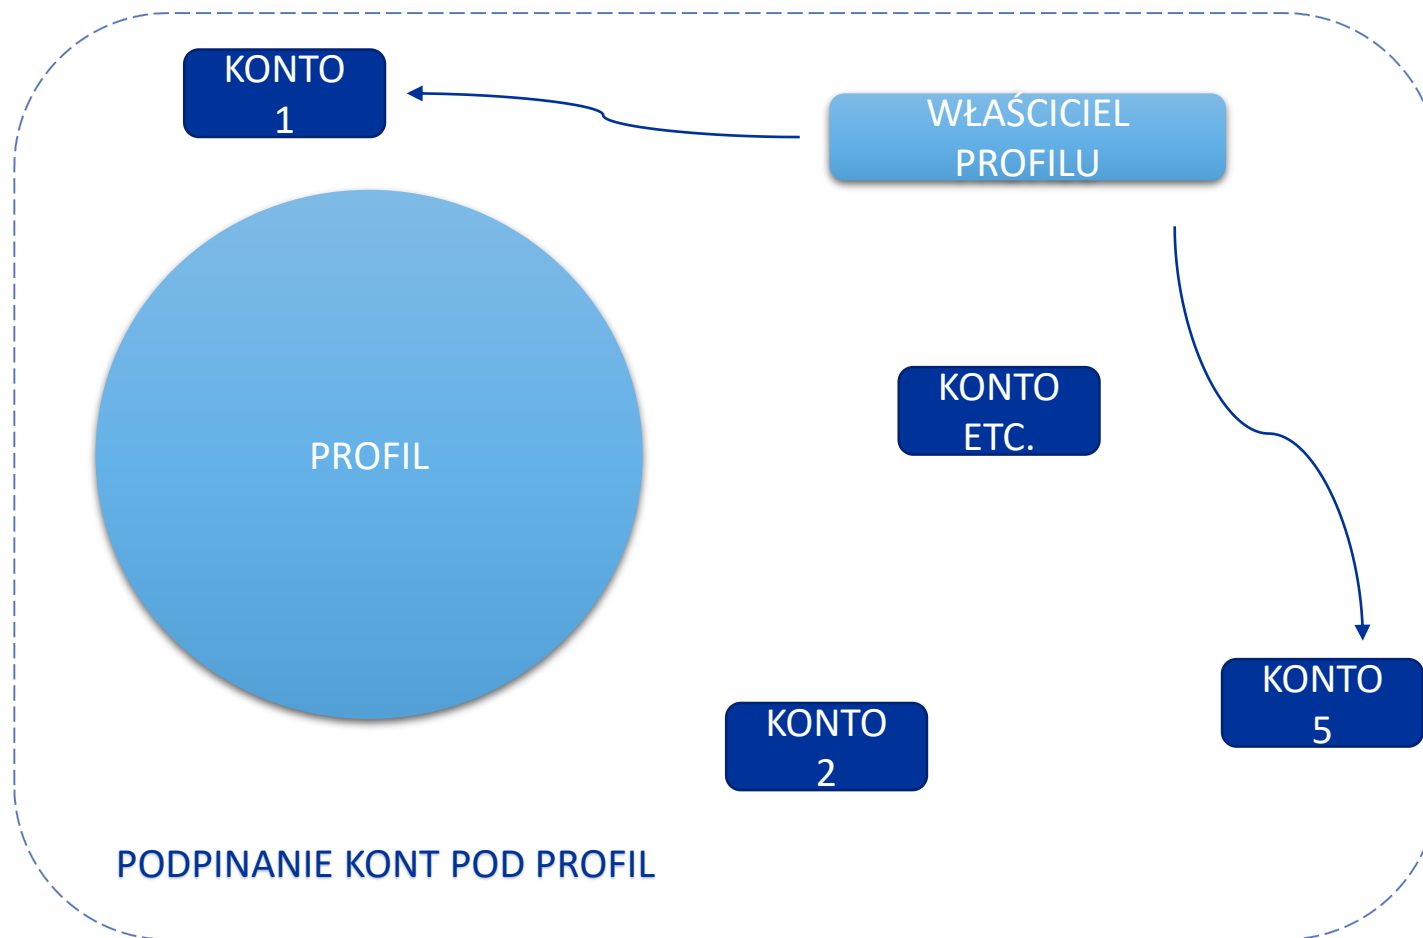 KONTO
1
WŁAŚCICIEL
PROFILU
KONTO
ETC.
PROFIL
KONTO
5
KONTO
2
PODPINANIE KONT POD PROFIL